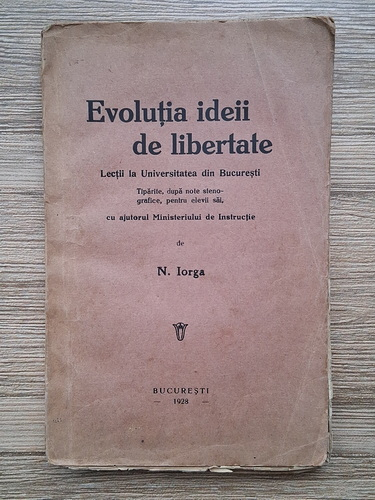 Evoluția ideii
de libertate
Lecții la Universitatea din București
Tipărite, după note steno-
grafice, pentru elevii săi,
cu ajutorul Ministeriului de Instrucție
de
N. Iorga
BUCUREȘTI
— 1928 —